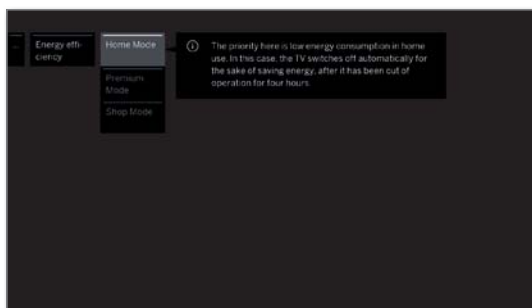 ...
Energy effi-
ciency
Home Mode
The priority here is low energy consumption in home
use. In this case, the TV switches off automatically for
the sake of saving energy, after it has been out of
operation for four hours.
Premium
Mode
Shop Mode